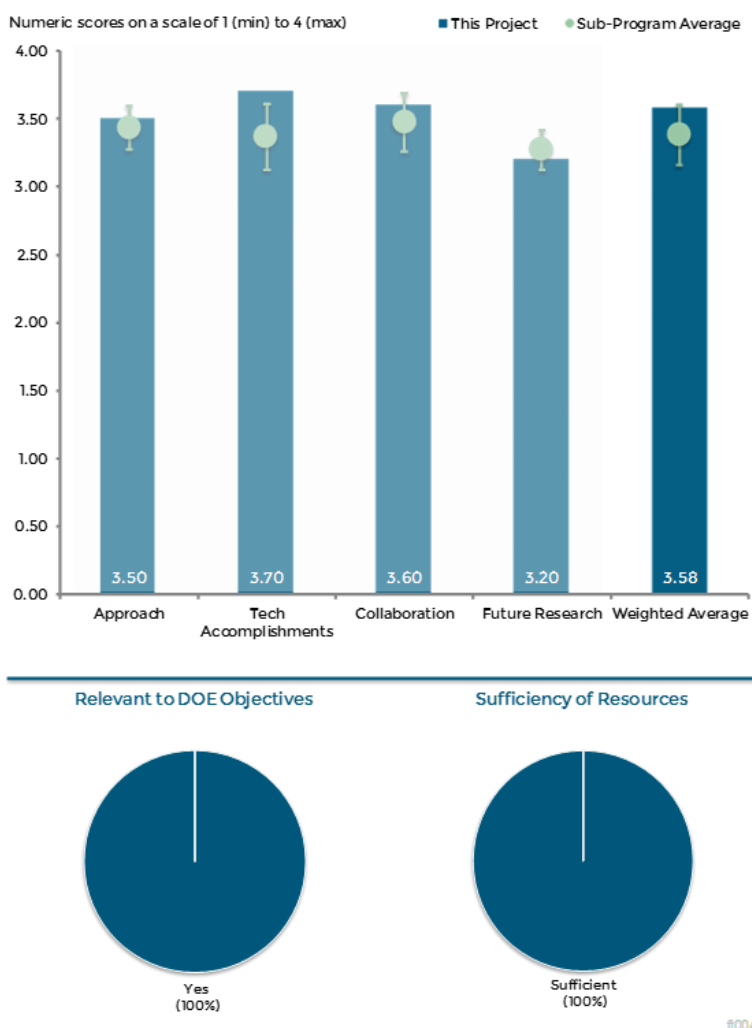 Numeric scores on a scale of 1 (min) to 4 (max)
This Project
Sub-Program Average
4.00
3.50
3.00
2.50
2.00
1.50
1.00
0.50
0.00
3.50
3.70
3.60
3.20
3.58
Approach
Tech
Accomplishments
Collaboration
Future Research
Weighted Average
Relevant to DOE Objectives
Sufficiency of Resources
Yes
(100%)
Sufficient
(100%)